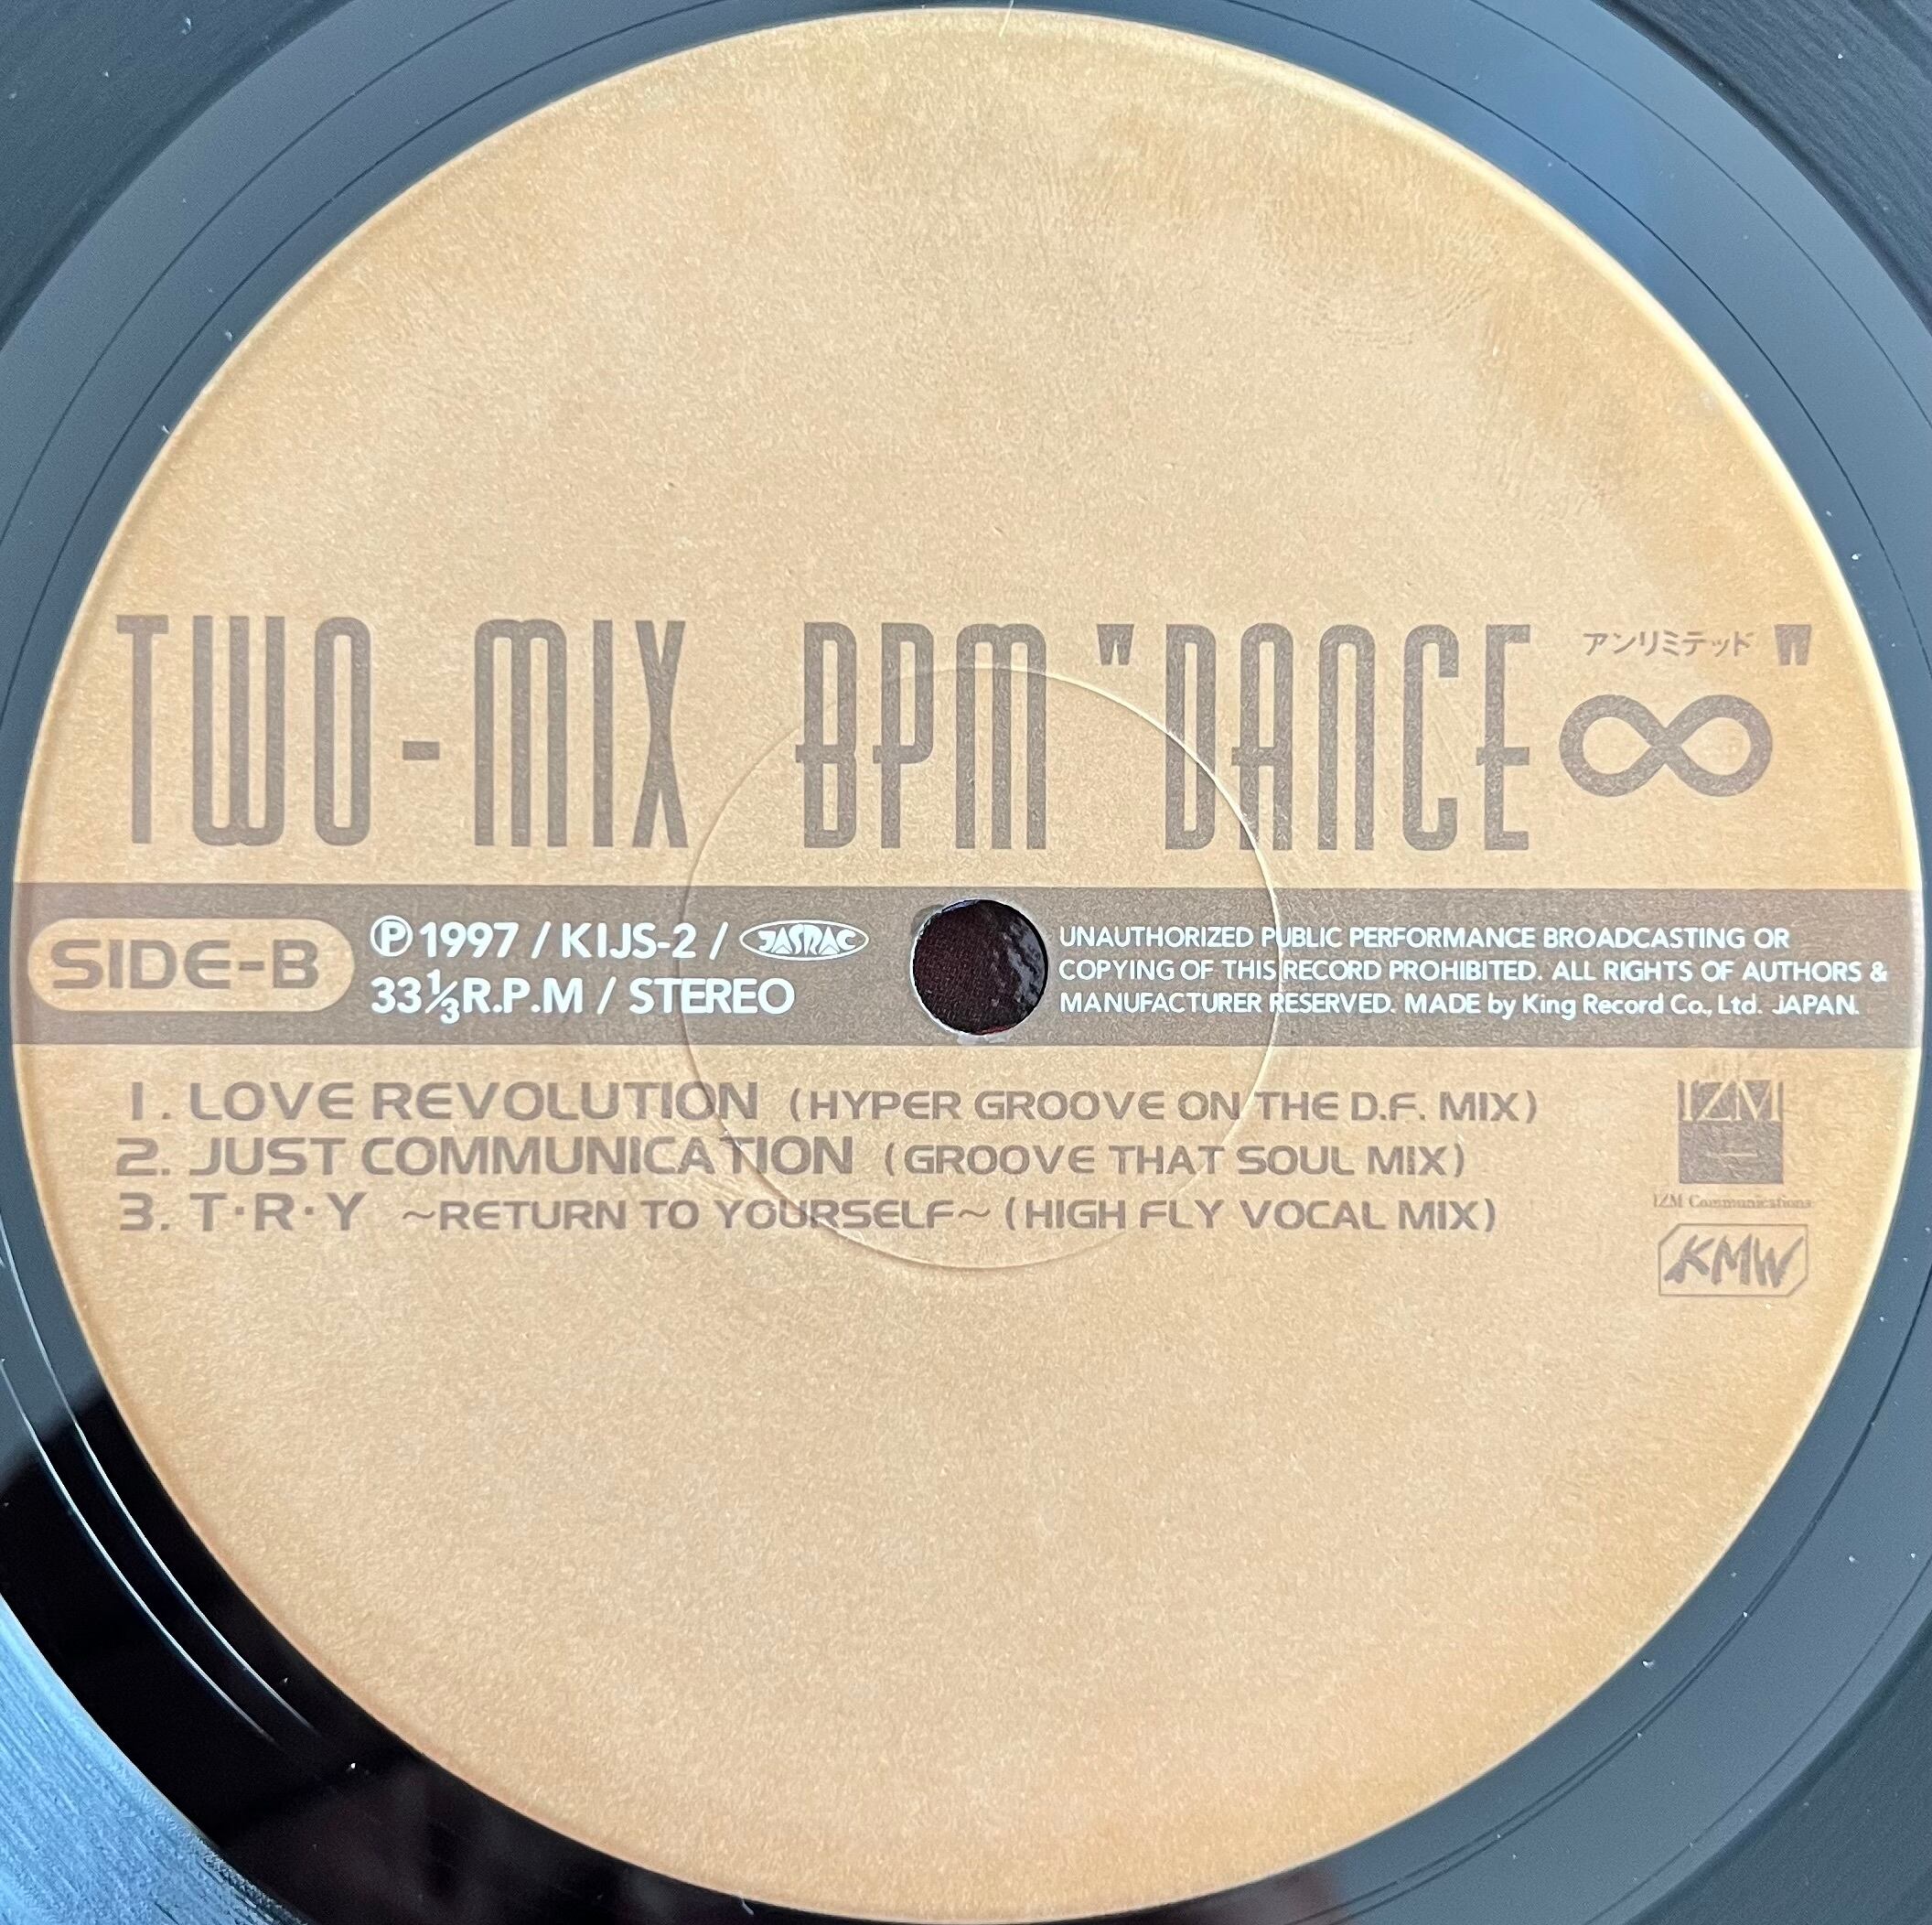 TWO-MIX BPM "DANCE ∞"
アンリミテッド
SIDE-B
℗1997 / KIJS-2 / JASRAC
33⅓R.P.M / STEREO
UNAUTHORIZED PUBLIC PERFORMANCE BROADCASTING OR
COPYING OF THIS RECORD PROHIBITED. ALL RIGHTS OF AUTHORS &
MANUFACTURER RESERVED. MADE by King Record Co., Ltd. JAPAN.
1. LOVE REVOLUTION (HYPER GROOVE ON THE D.F. MIX)
2. JUST COMMUNICATION (GROOVE THAT SOUL MIX)
3. T·R·Y ~RETURN TO YOURSELF~ (HIGH FLY VOCAL MIX)
IZM
IZM Communications
KMW